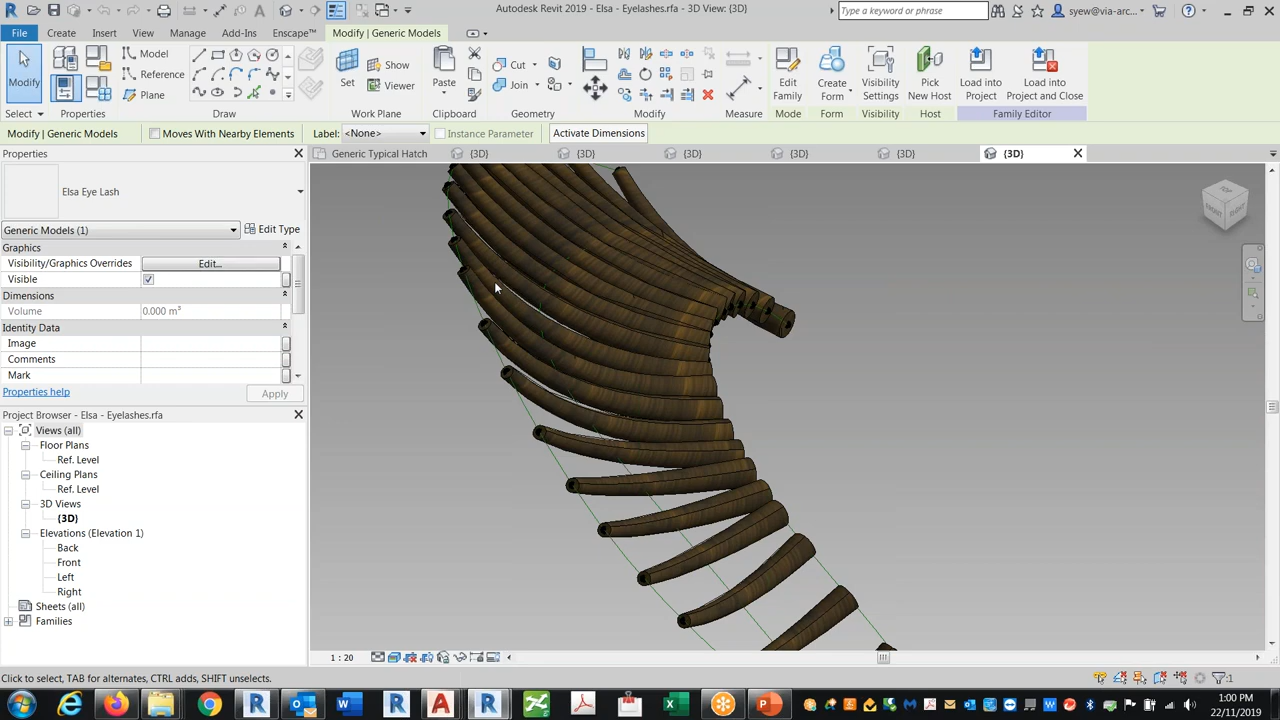 Autodesk Revit 2019 - Elsa - Eyelashes.rfa - 3D View: {3D}
Type a keyword or phrase
syew@via-arc...
File
Create
Insert
View
Manage
Add-Ins
Enscape™
Modify | Generic Models
Modify
Model
Reference
Plane
Set
Show
Viewer
Paste
Cut
Join
Edit
Family
Create
Form
Visibility
Settings
Pick
New Host
Load into
Project
Load into
Project and Close
Select
Properties
Draw
Work Plane
Clipboard
Geometry
Modify
Measure
Mode
Form
Visibility
Host
Family Editor
Modify | Generic Models
Moves With Nearby Elements
Label:
<None>
Instance Parameter
Activate Dimensions
Properties
Generic Typical Hatch
{3D}
{3D}
{3D}
{3D}
{3D}
{3D}
Elsa Eye Lash
Generic Models (1)
Edit Type
Graphics
Visibility/Graphics Overrides
Edit...
Visible
Dimensions
Volume
0.000 m³
Identity Data
Image
Comments
Mark
Properties help
Apply
Project Browser - Elsa - Eyelashes.rfa
Views (all)
Floor Plans
Ref. Level
Ceiling Plans
Ref. Level
3D Views
{3D}
Elevations (Elevation 1)
Back
Front
Left
Right
Sheets (all)
Families
TOP
FRONT
RIGHT
1 : 20
Click to select, TAB for alternates, CTRL adds, SHIFT unselects.
:1
1:00 PM
22/11/2019